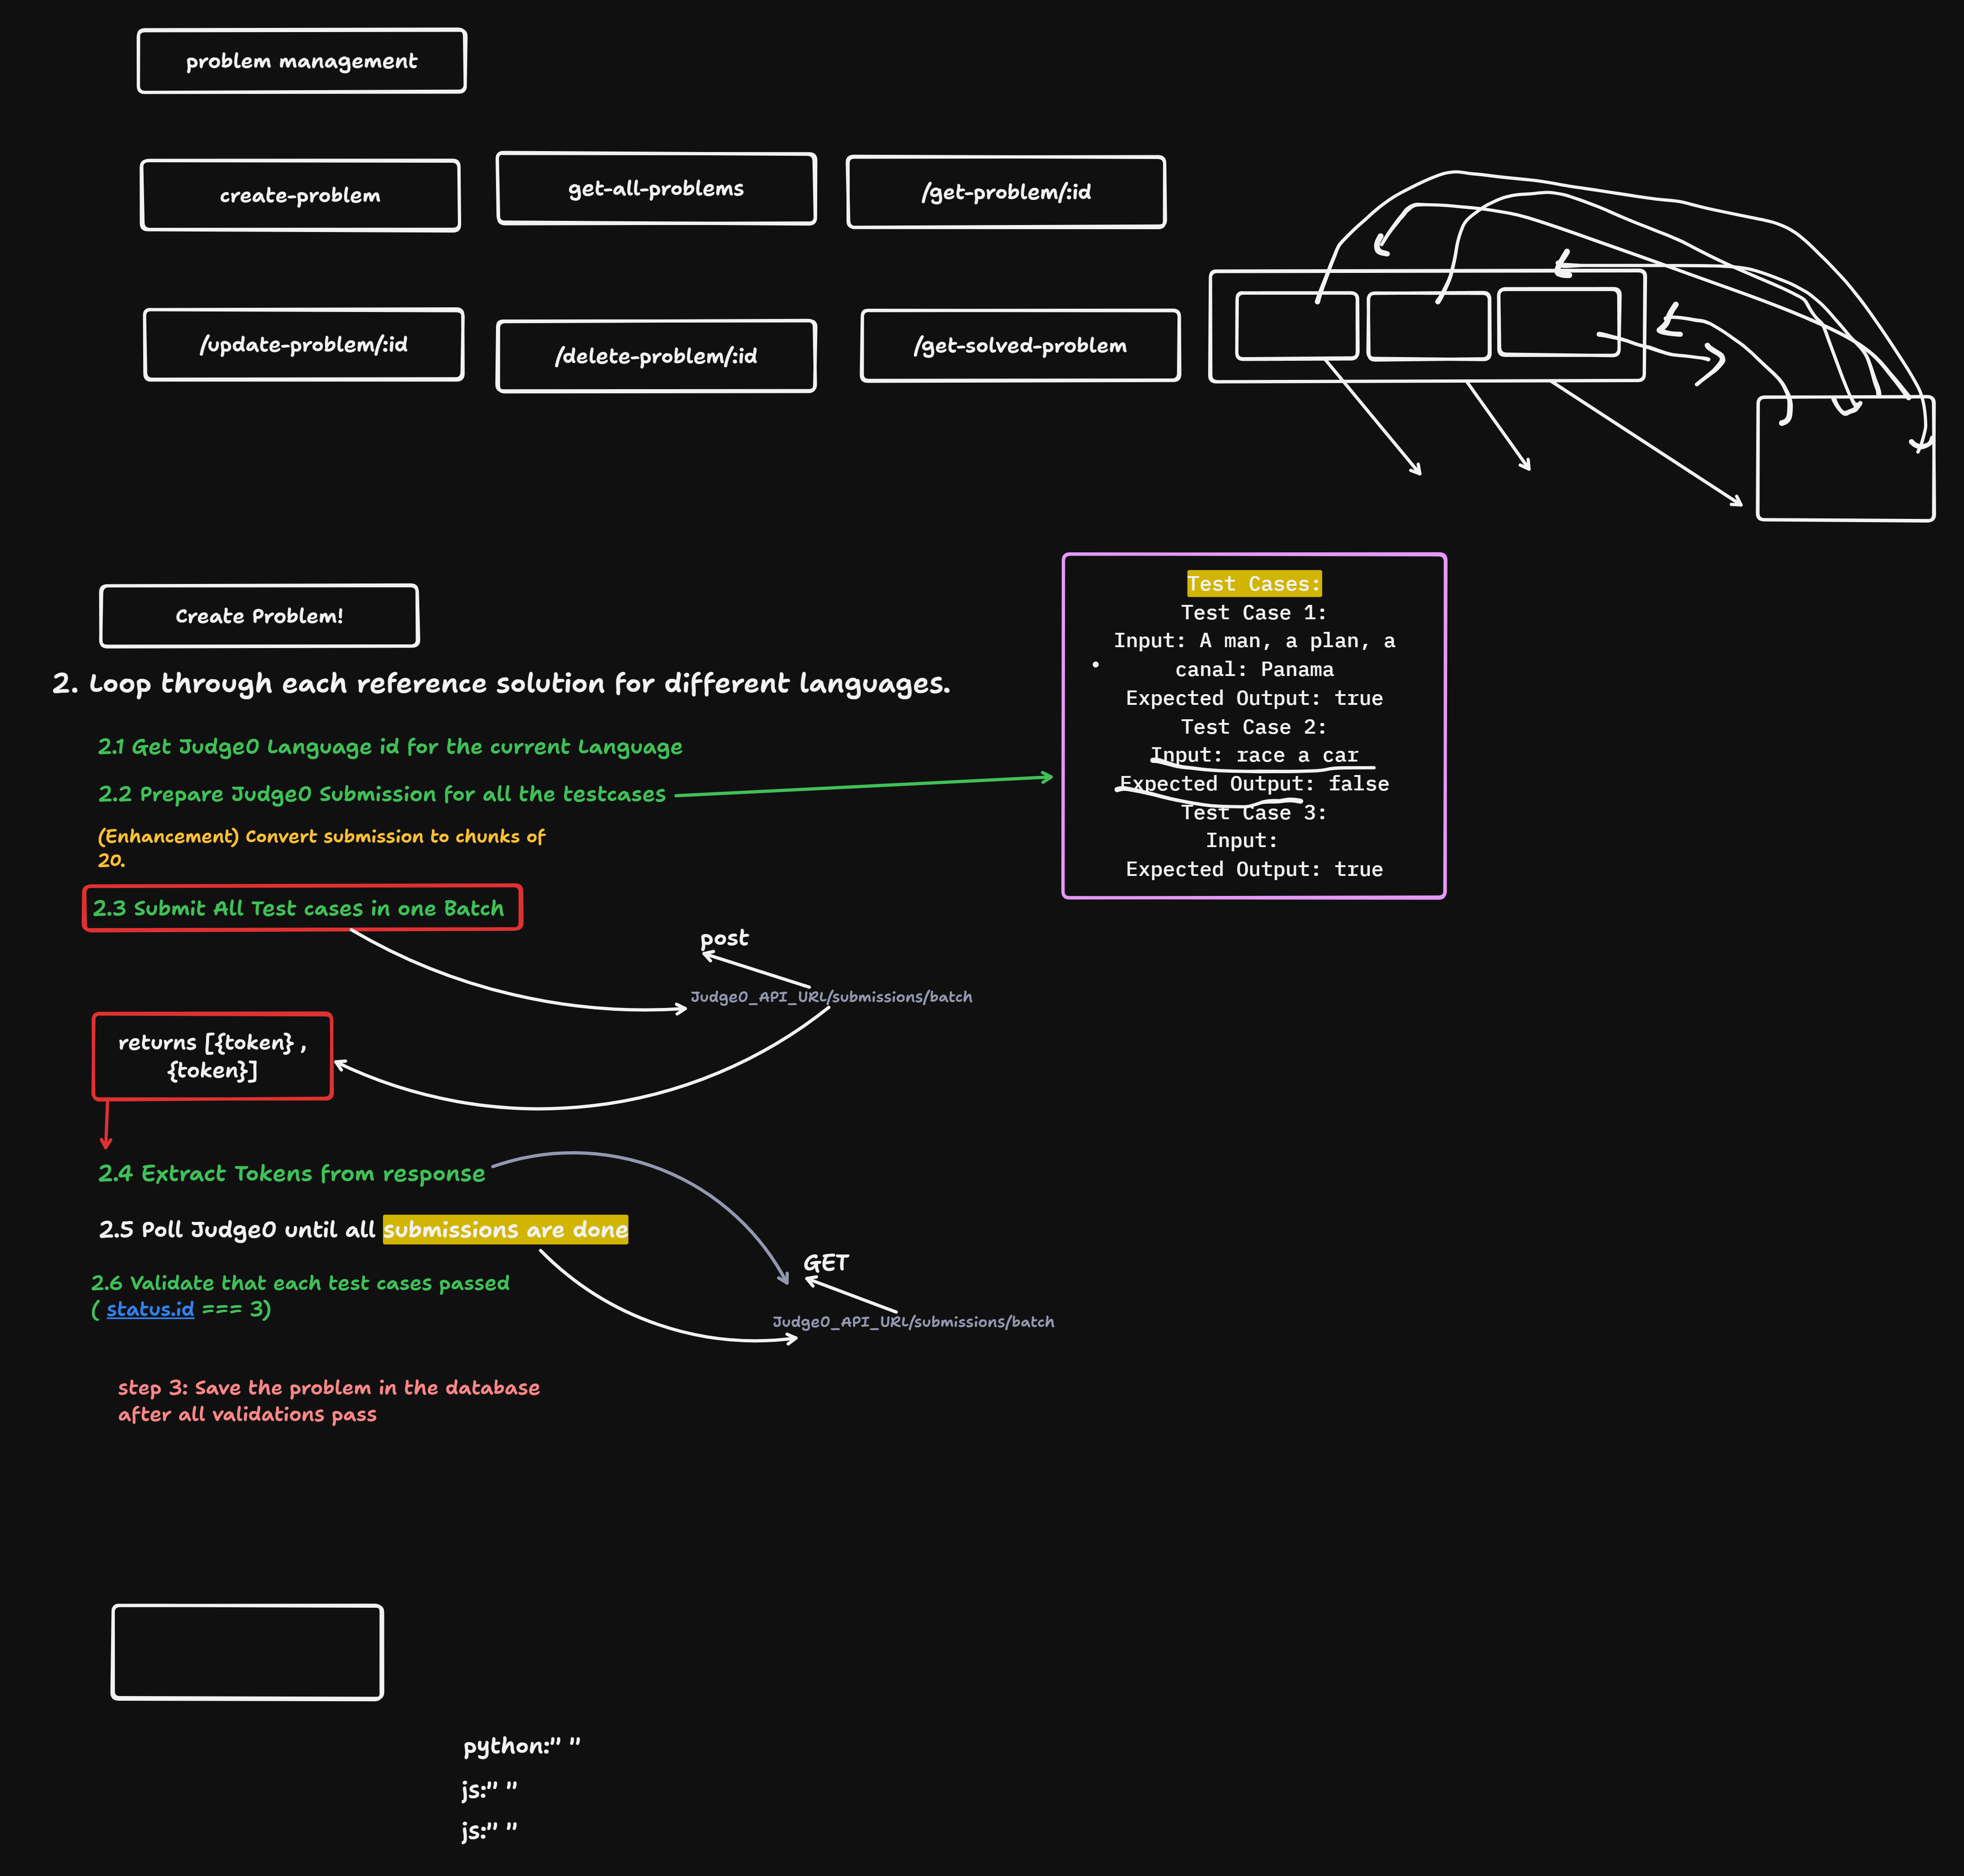 problem management
create-problem
get-all-problems
/get-problem/:id
/update-problem/:id
/delete-problem/:id
/get-solved-problem
Create Problem!
2. Loop through each reference solution for different languages.
2.1 Get Judge0 Language id for the current Language
2.2 Prepare Judge0 Submission for all the testcases
(Enhancement) Convert submission to chunks of
20.
2.3 Submit All Test cases in one Batch
Test Cases:
Test Case 1:
Input: A man, a plan, a
canal: Panama
Expected Output: true
Test Case 2:
Input: race a car
Expected Output: false
Test Case 3:
Input:
Expected Output: true
post
Judge0_API_URL/submissions/batch
returns [{token} ,
{token}]
2.4 Extract Tokens from response
2.5 Poll Judge0 until all submissions are done
GET
Judge0_API_URL/submissions/batch
2.6 Validate that each test cases passed
( status.id === 3)
step 3: Save the problem in the database
after all validations pass
python:" "
js:" "
js:" "